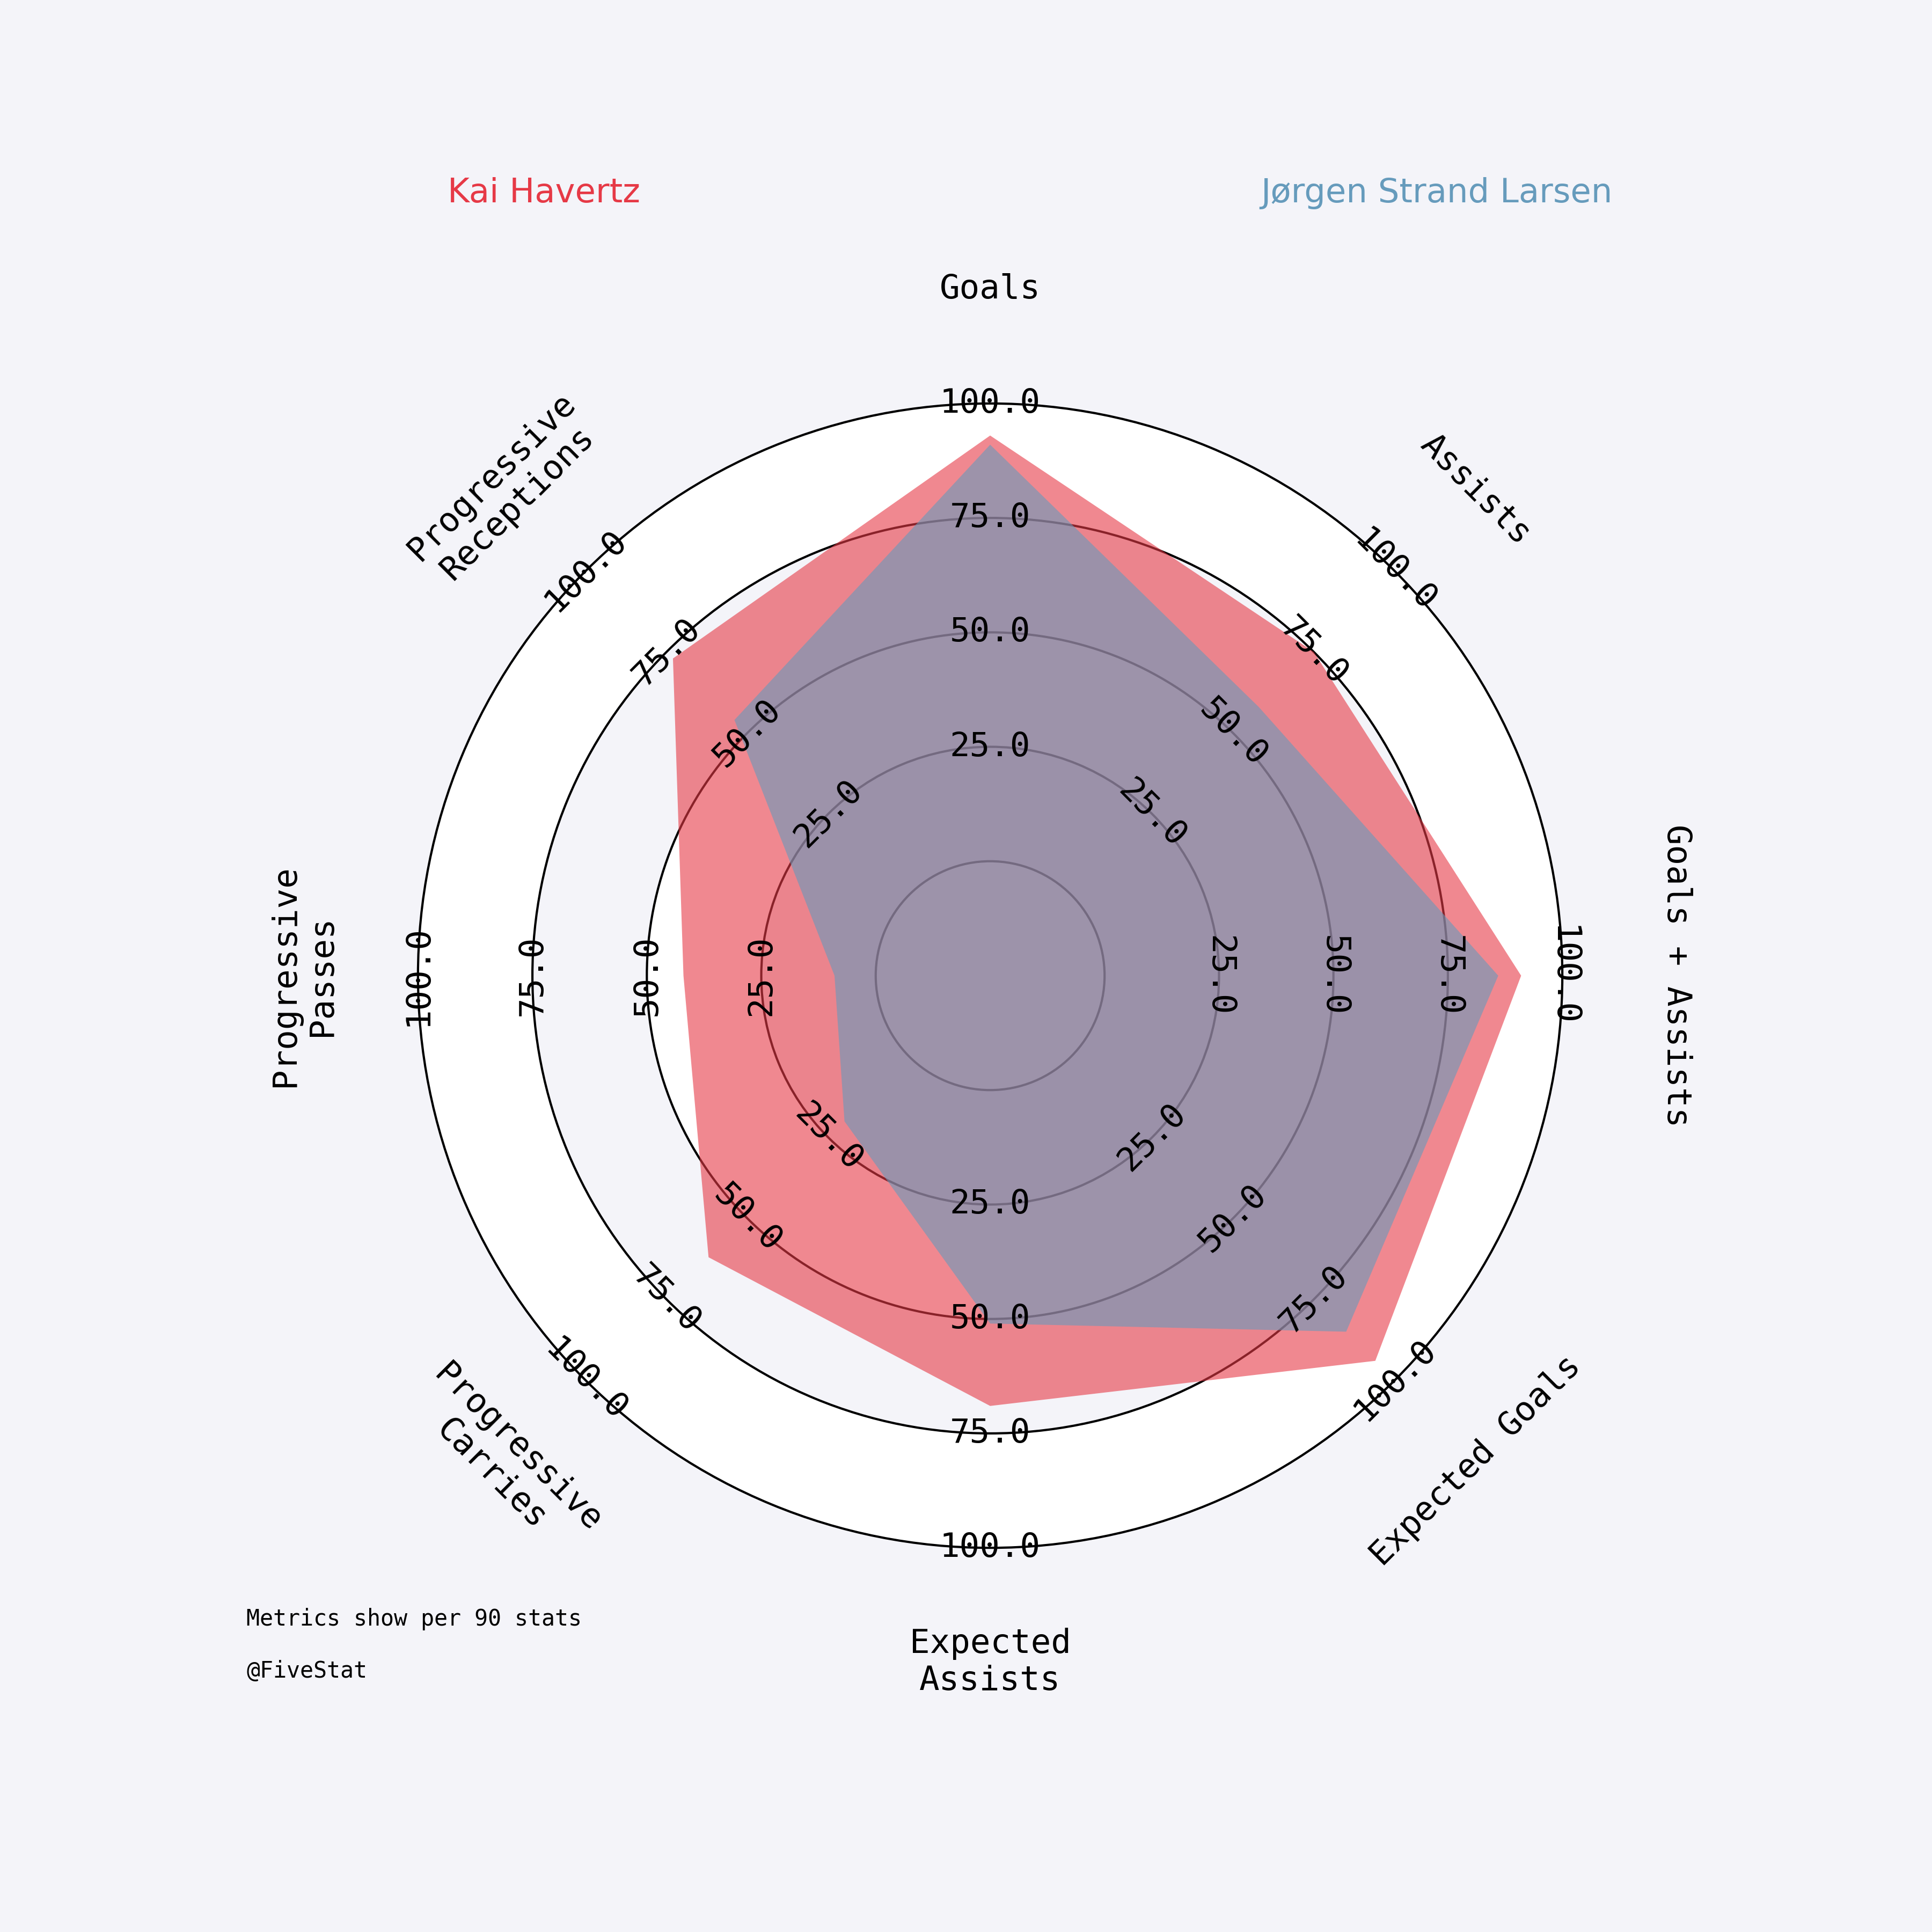 Kai Havertz
Jørgen Strand Larsen
Goals
Assists
Goals + Assists
Expected Goals
Expected
Assists
Progressive
Carries
Progressive
Passes
Progressive
Receptions
25.0
50.0
75.0
100.0
25.0
50.0
75.0
100.0
25.0
50.0
75.0
100.0
25.0
50.0
75.0
100.0
25.0
50.0
75.0
100.0
25.0
50.0
75.0
100.0
25.0
50.0
75.0
100.0
25.0
50.0
75.0
100.0
Metrics show per 90 stats
@FiveStat